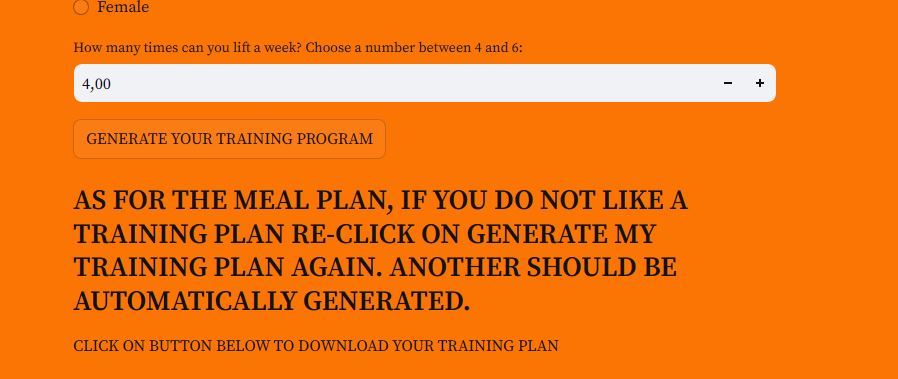 Female
How many times can you lift a week? Choose a number between 4 and 6:
4,00
GENERATE YOUR TRAINING PROGRAM
AS FOR THE MEAL PLAN, IF YOU DO NOT LIKE A
TRAINING PLAN RE-CLICK ON GENERATE MY
TRAINING PLAN AGAIN. ANOTHER SHOULD BE
AUTOMATICALLY GENERATED.
CLICK ON BUTTON BELOW TO DOWNLOAD YOUR TRAINING PLAN